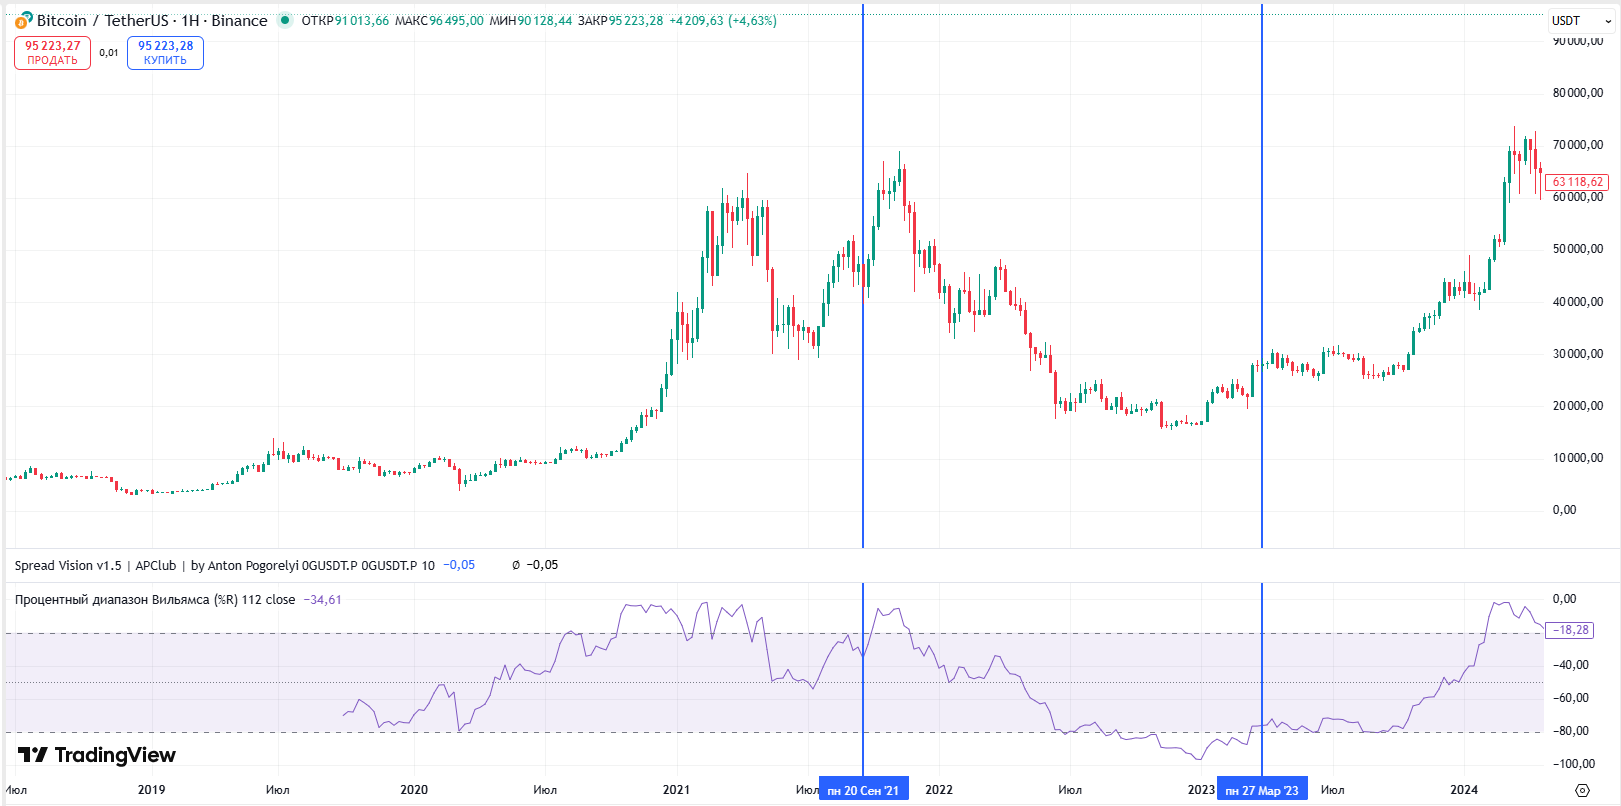 Bitcoin / TetherUS · 1Н · Binance ОТКР91 013,66 МАКС96 495,00 МИН90 128,44 ЗАКР95 223,28 +4 209,63 (+4,63%)
USDT
95 223,27
ПРОДАТЬ
0,01
95 223,28
КУПИТЬ
90 000,00
80 000,00
70 000,00
63 118,62
60 000,00
50 000,00
40 000,00
30 000,00
20 000,00
10 000,00
0,00
Spread Vision v1.5 | APClub | by Anton Pogorelyi 0GUSDT.P 0GUSDT.P 10 −0,05 Ø −0,05
Процентный диапазон Вильямса (%R) 112 close −34,61
0,00
−18,28
−40,00
−60,00
−80,00
−100,00
TradingView
Июл 2019 Июл 2020 Июл 2021 Июл пн 20 Сен '21 2022 Июл 2023 пн 27 Мар '23 Июл 2024